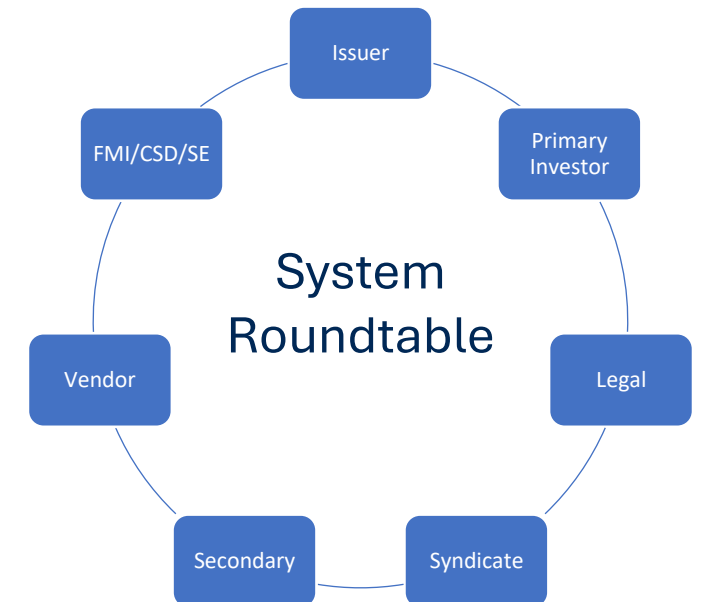 Issuer
Primary
Investor
Legal
Syndicate
Secondary
Vendor
FMI/CSD/SE
System
Roundtable